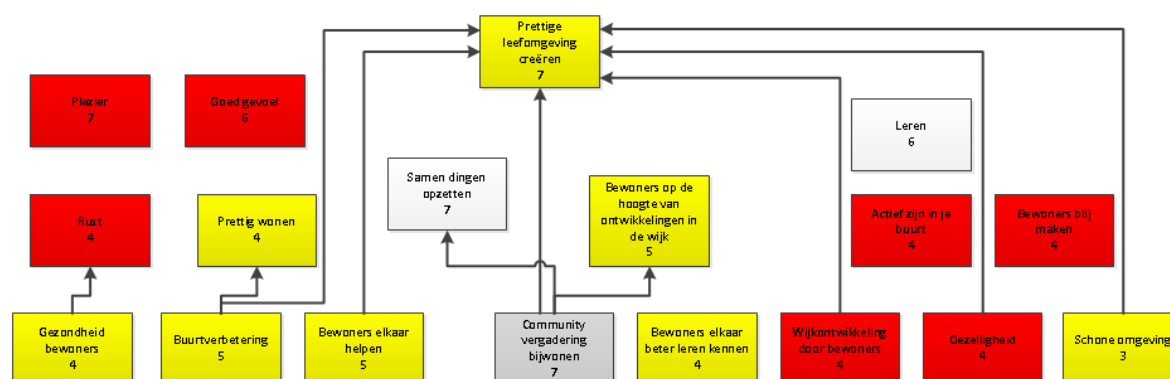 Prettige
leefomgeving
creëren
7
Plezier
7
Goed gevoel
6
Leren
6
Samen dingen
opzetten
7
Bewoners op de
hoogte van
ontwikkelingen in
de wijk
5
Rust
4
Prettig wonen
4
Actief zijn in je
buurt
4
Bewoners blij
maken
4
Gezondheid
bewoners
4
Buurtverbetering
5
Bewoners elkaar
helpen
5
Community
vergadering
bijwonen
7
Bewoners elkaar
beter leren kennen
4
Wijkontwikkeling
door bewoners
4
Gezelligheid
4
Schone omgeving
3